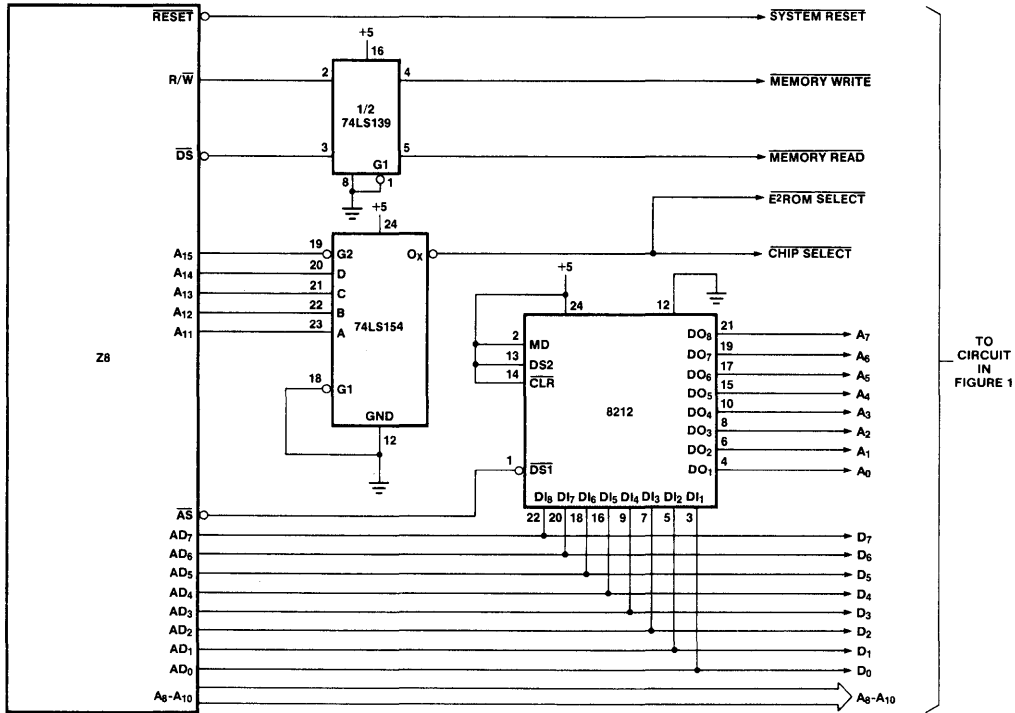 RESET
SYSTEM RESET
+5
16
R/W
2
4
MEMORY WRITE
1/2
74LS139
DS
3
5
MEMORY READ
G1
8
1
E²ROM SELECT
+5
24
A15
19
G2
OX
CHIP SELECT
A14
20
D
A13
21
C
A12
22
B
A11
23
A
74LS154
18
G1
GND
12
+5
24
12
2
MD
13
DS2
14
CLR
8212
1
DS1
DO8
21
A7
DO7
19
A6
DO6
17
A5
DO5
15
A4
DO4
10
A3
DO3
8
A2
DO2
6
A1
DO1
4
A0
DI8 DI7 DI6 DI5 DI4 DI3 DI2 DI1
22 20 18 16 9 7 5 3
Z8
TO
CIRCUIT
IN
FIGURE 1
AS
AD7
D7
AD6
D6
AD5
D5
AD4
D4
AD3
D3
AD2
D2
AD1
D1
AD0
D0
A8-A10
A8-A10